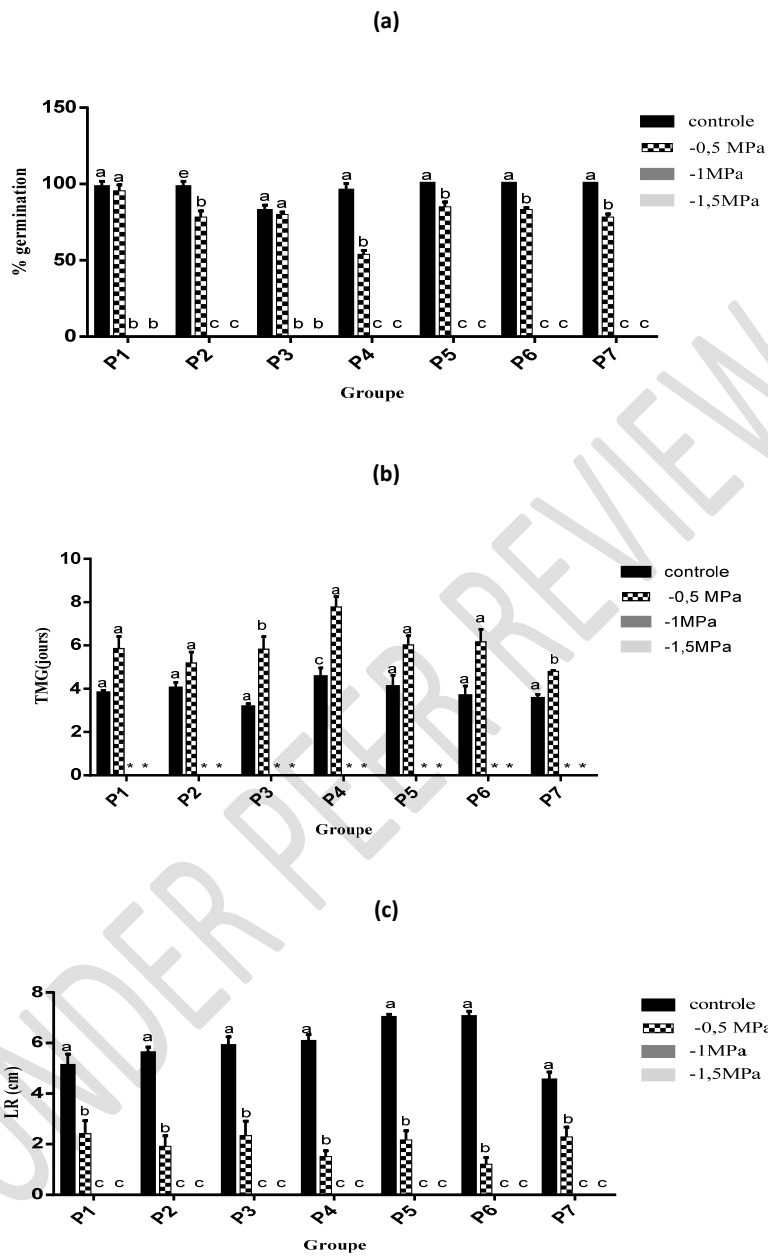 (a)
150
100
50
0
% germination
a a b b e b c c a a b b a b c c a b c c a b c c a b c c
P1 P2 P3 P4 P5 P6 P7
Groupe
controle
-0,5 MPa
-1MPa
-1,5MPa
(b)
10
8
6
4
2
0
TMG(jours)
a a * * a a * * a b * * c a * * a a * * a a * * a b * *
P1 P2 P3 P4 P5 P6 P7
Groupe
controle
-0,5 MPa
-1MPa
-1,5MPa
(c)
8
6
4
2
0
LR (cm)
a b c c a b c c a b c c a b c c a b c c a b c c a b c c
P1 P2 P3 P4 P5 P6 P7
Groupe
controle
-0,5 MPa
-1MPa
-1,5MPa
UNDER PEER REVIEW